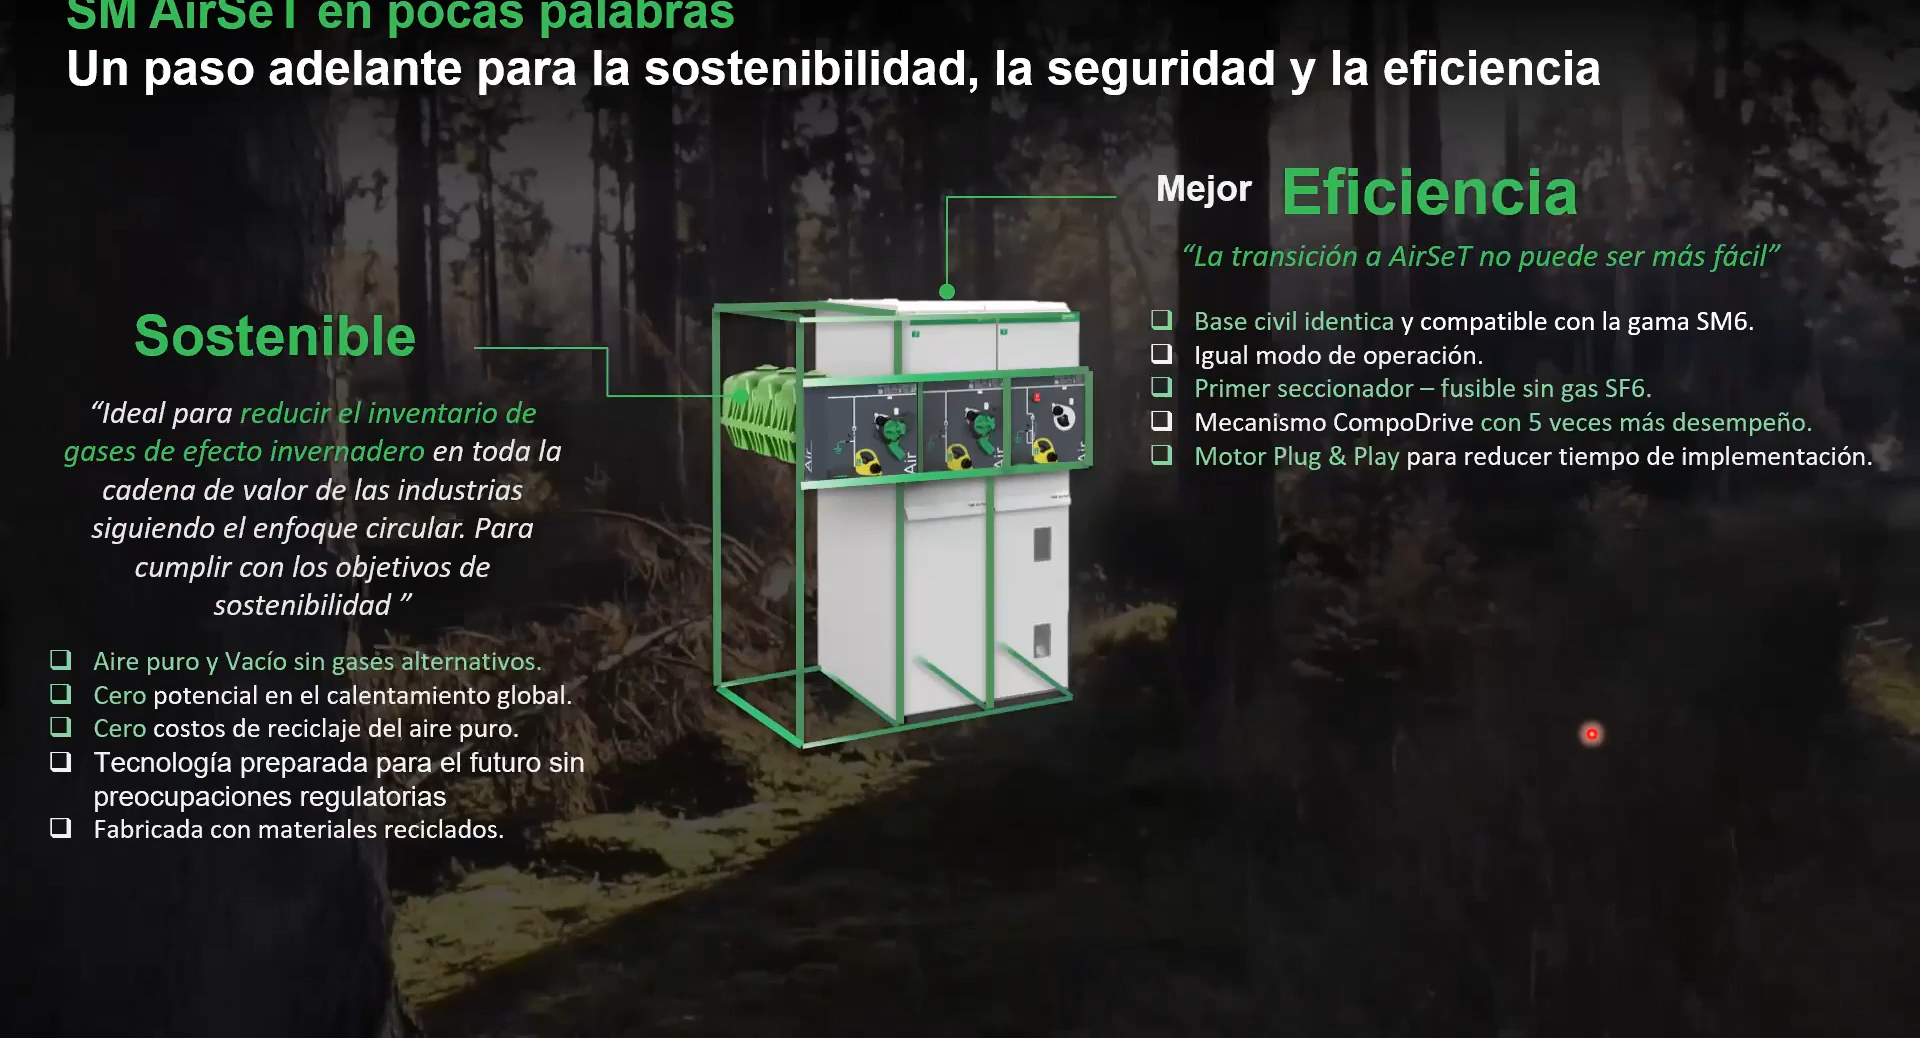 SM AirSeT en pocas palabras
Un paso adelante para la sostenibilidad, la seguridad y la eficiencia
Sostenible
“Ideal para reducir el inventario de
gases de efecto invernadero en toda la
cadena de valor de las industrias
siguiendo el enfoque circular. Para
cumplir con los objetivos de
sostenibilidad ”
Aire puro y Vacío sin gases alternativos.
Cero potencial en el calentamiento global.
Cero costos de reciclaje del aire puro.
Tecnología preparada para el futuro sin
preocupaciones regulatorias
Fabricada con materiales reciclados.
Mejor Eficiencia
“La transición a AirSeT no puede ser más fácil”
Base civil identica y compatible con la gama SM6.
Igual modo de operación.
Primer seccionador – fusible sin gas SF6.
Mecanismo CompoDrive con 5 veces más desempeño.
Motor Plug & Play para reducer tiempo de implementación.
Air
Air
Air